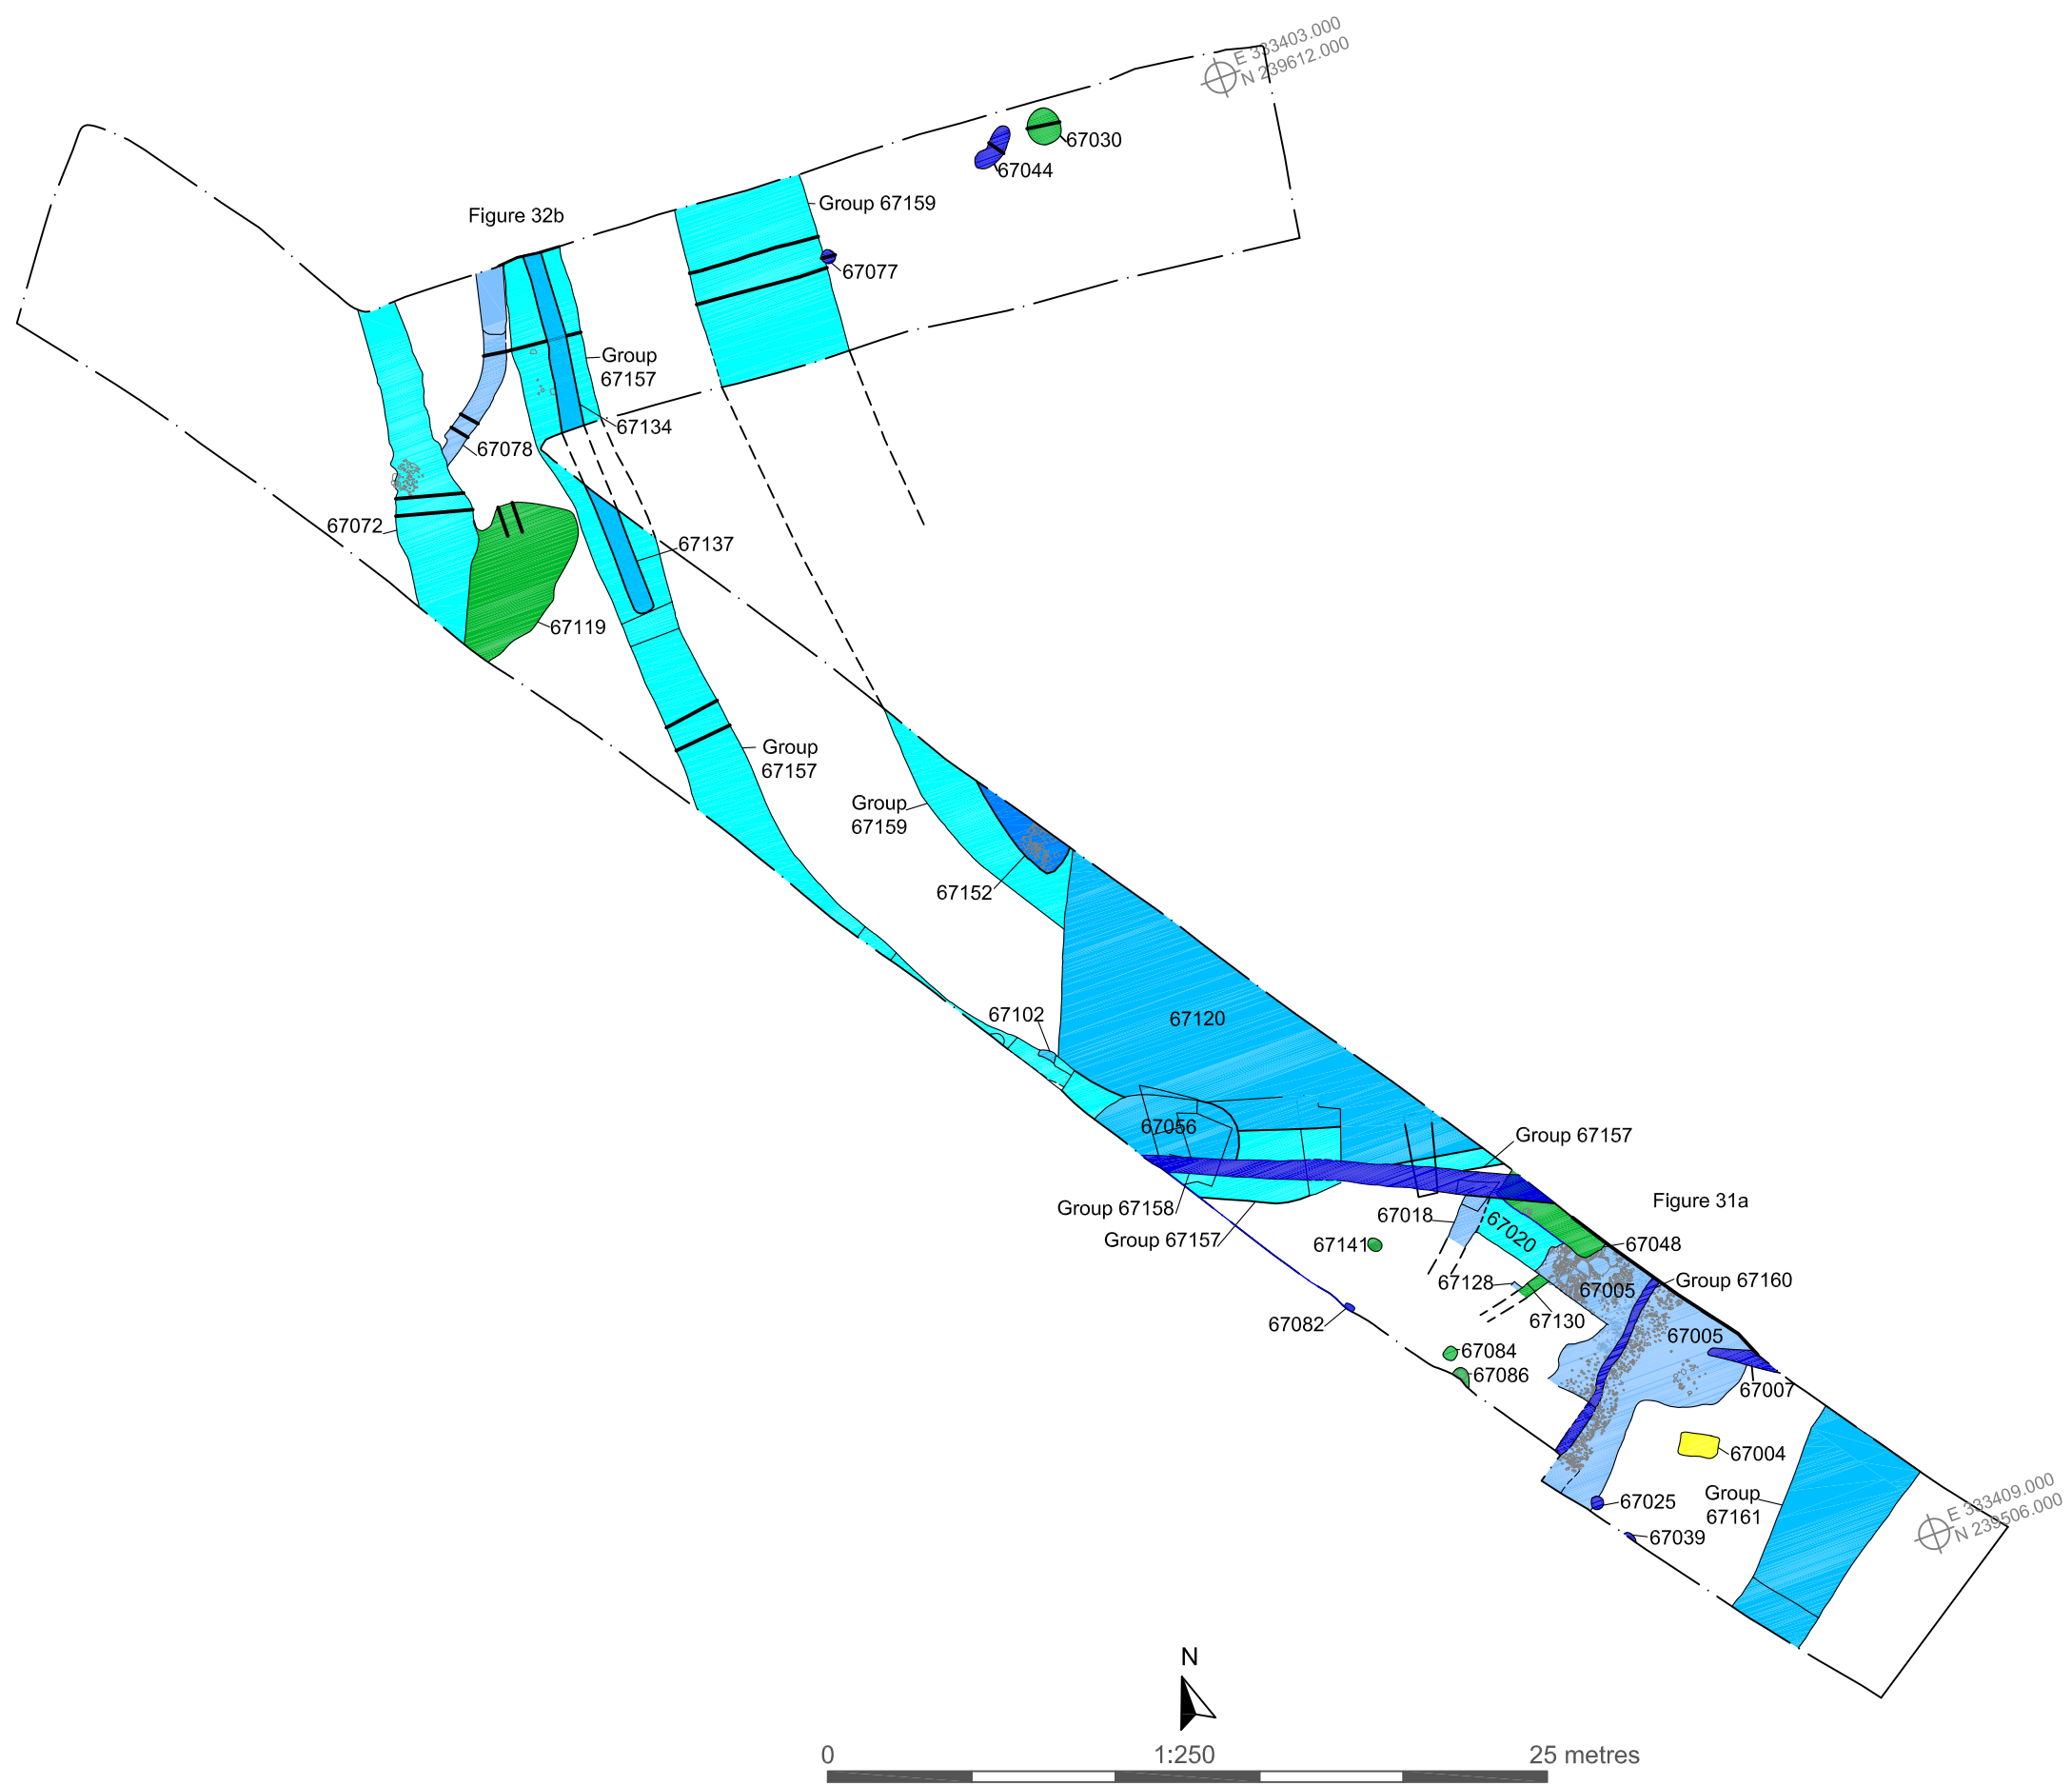 E 333403.000
N 239612.000
67030
67044
Group 67159
Figure 32b
67077
Group
67157
67134
67078
67072
67137
67119
Group
67157
Group
67159
67152
67102
67120
67056
Group 67157
Group 67158
Group 67157
67018
67020
Figure 31a
67048
67141
67128
67005
Group 67160
67130
67082
67005
67084
67086
67007
67004
67025
Group
67161
67039
E 333409.000
N 239506.000
N
0
1:250
25 metres